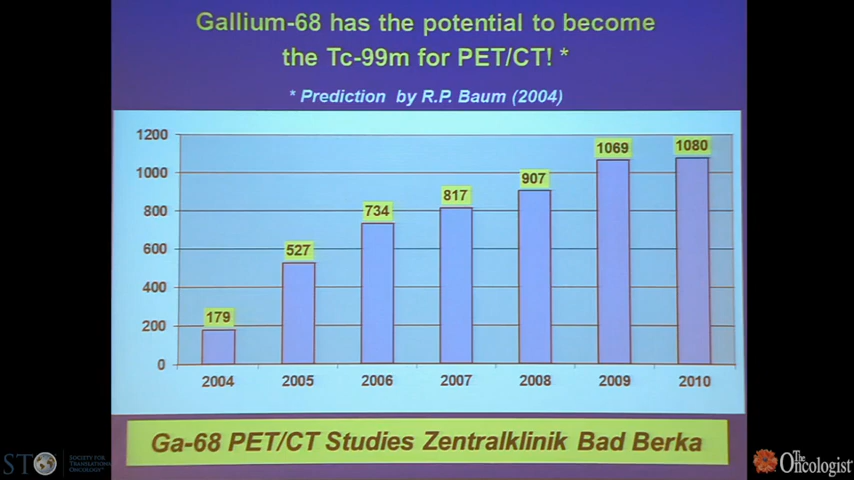 Gallium-68 has the potential to become
the Tc-99m for PET/CT! *
* Prediction by R.P. Baum (2004)
1200
1000
800
600
400
200
0
179
527
734
817
907
1069
1080
2004 2005 2006 2007 2008 2009 2010
Ga-68 PET/CT Studies Zentralklinik Bad Berka
STO
SOCIETY FOR
TRANSLATIONAL
ONCOLOGY
The
Oncologist